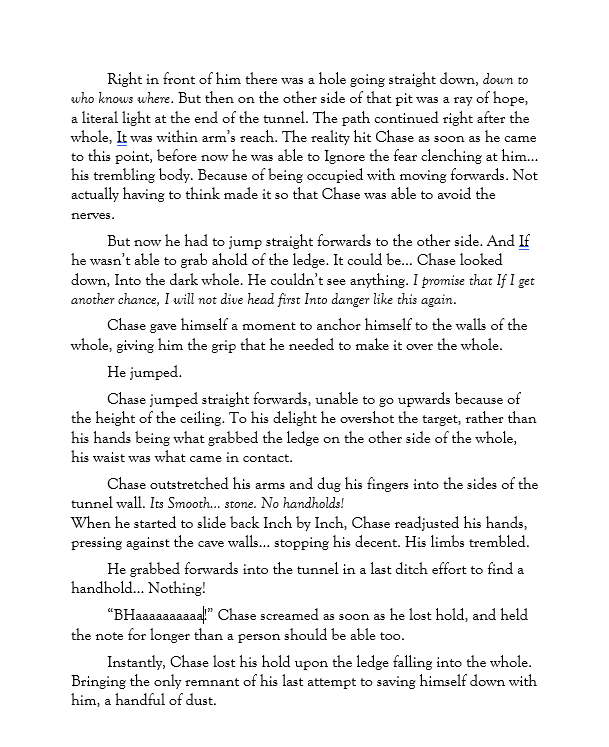 Right in front of him there was a hole going straight down, down to
who knows where. But then on the other side of that pit was a ray of hope,
a literal light at the end of the tunnel. The path continued right after the
whole, It was within arm's reach. The reality hit Chase as soon as he came
to this point, before now he was able to Ignore the fear clenching at him...
his trembling body. Because of being occupied with moving forwards. Not
actually having to think made it so that Chase was able to avoid the
nerves.
But now he had to jump straight forwards to the other side. And If
he wasn't able to grab ahold of the ledge. It could be... Chase looked
down, Into the dark whole. He couldn't see anything. I promise that If I get
another chance, I will not dive head first Into danger like this again.
Chase gave himself a moment to anchor himself to the walls of the
whole, giving him the grip that he needed to make it over the whole.
He jumped.
Chase jumped straight forwards, unable to go upwards because of
the height of the ceiling. To his delight he overshot the target, rather than
his hands being what grabbed the ledge on the other side of the whole,
his waist was what came in contact.
Chase outstretched his arms and dug his fingers into the sides of the
tunnel wall. Its Smooth... stone. No handholds!
When he started to slide back Inch by Inch, Chase readjusted his hands,
pressing against the cave walls... stopping his decent. His limbs trembled.
He grabbed forwards into the tunnel in a last ditch effort to find a
handhold... Nothing!
"BHaaaaaaaaaa!" Chase screamed as soon as he lost hold, and held
the note for longer than a person should be able too.
Instantly, Chase lost his hold upon the ledge falling into the whole.
Bringing the only remnant of his last attempt to saving himself down with
him, a handful of dust.